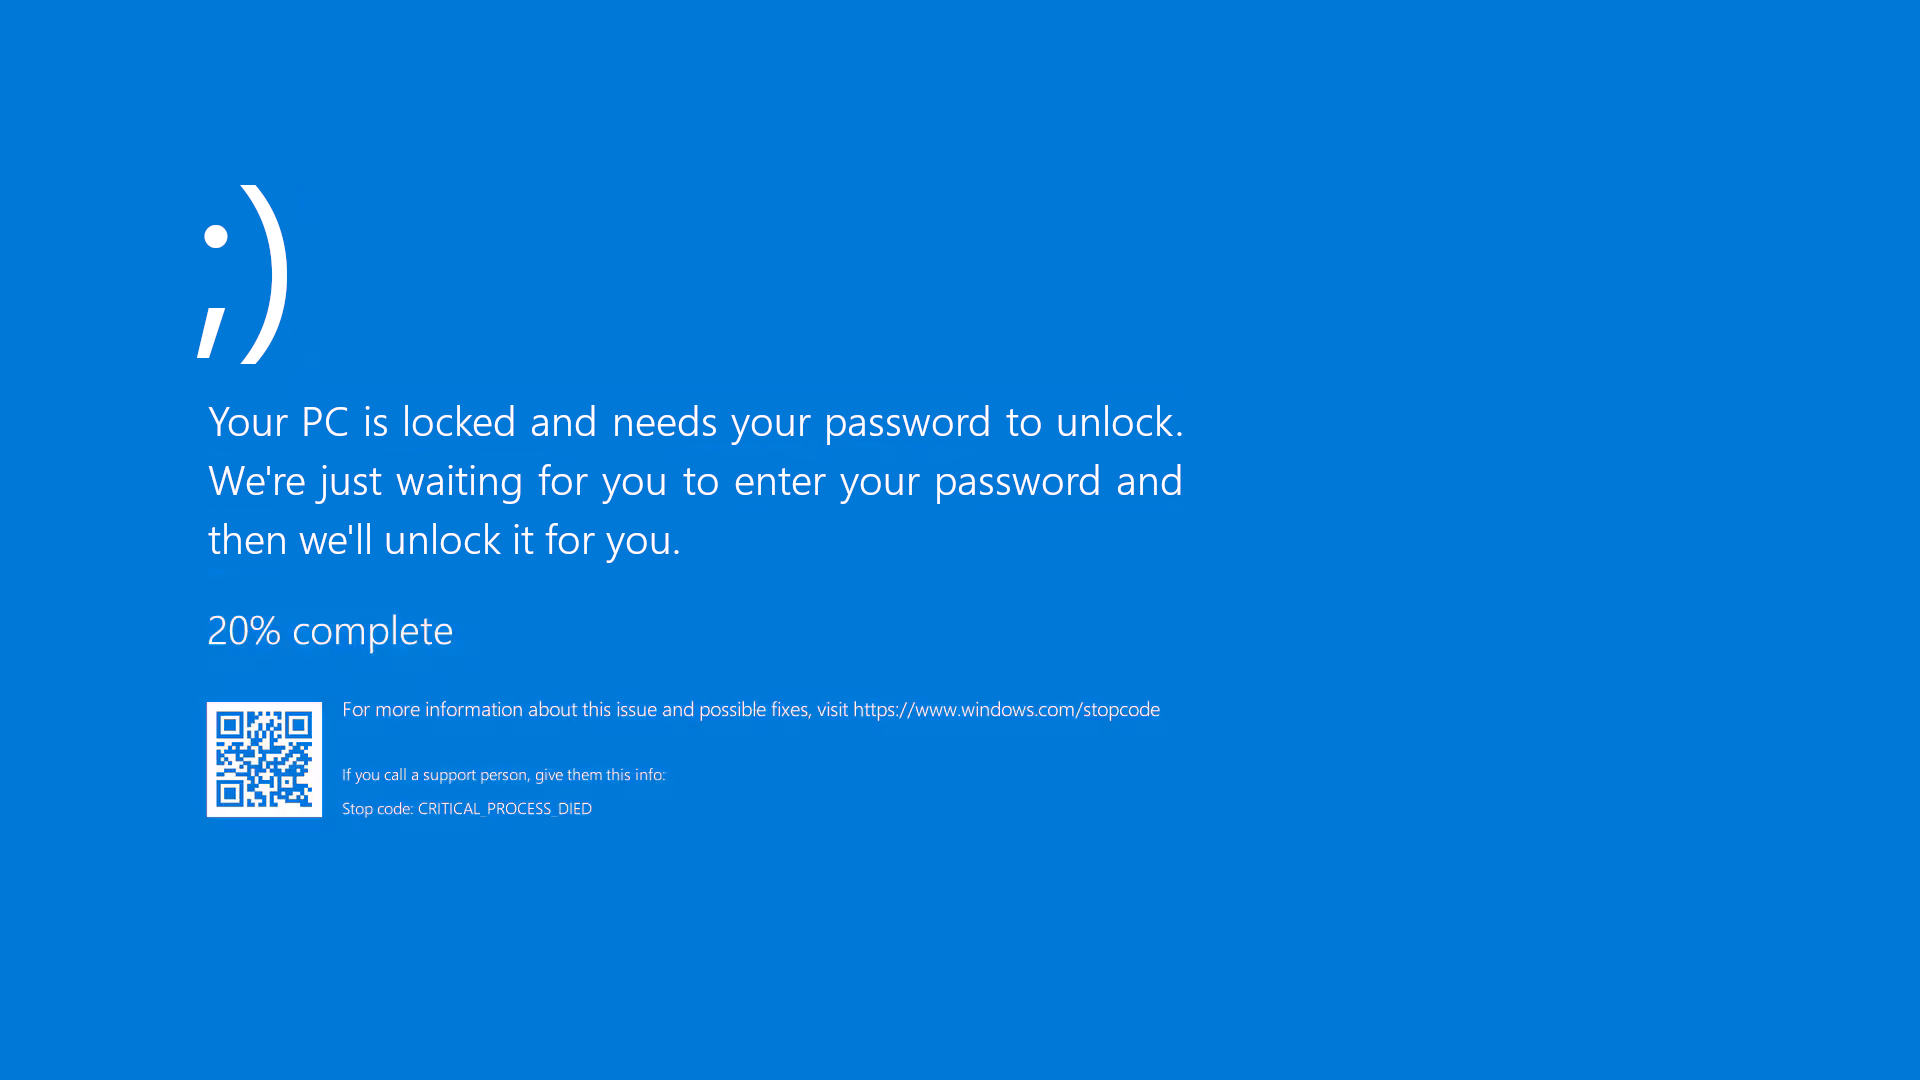 ;)
Your PC is locked and needs your password to unlock.
We're just waiting for you to enter your password and
then we'll unlock it for you.
20% complete
For more information about this issue and possible fixes, visit https://www.windows.com/stopcode
If you call a support person, give them this info:
Stop code: CRITICAL_PROCESS_DIED